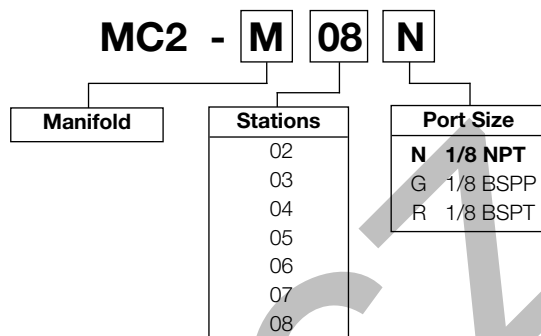 MC2 - M 08 N
Manifold
Stations
02
03
04
05
06
07
08
Port Size
N 1/8 NPT
G 1/8 BSPP
R 1/8 BSPT